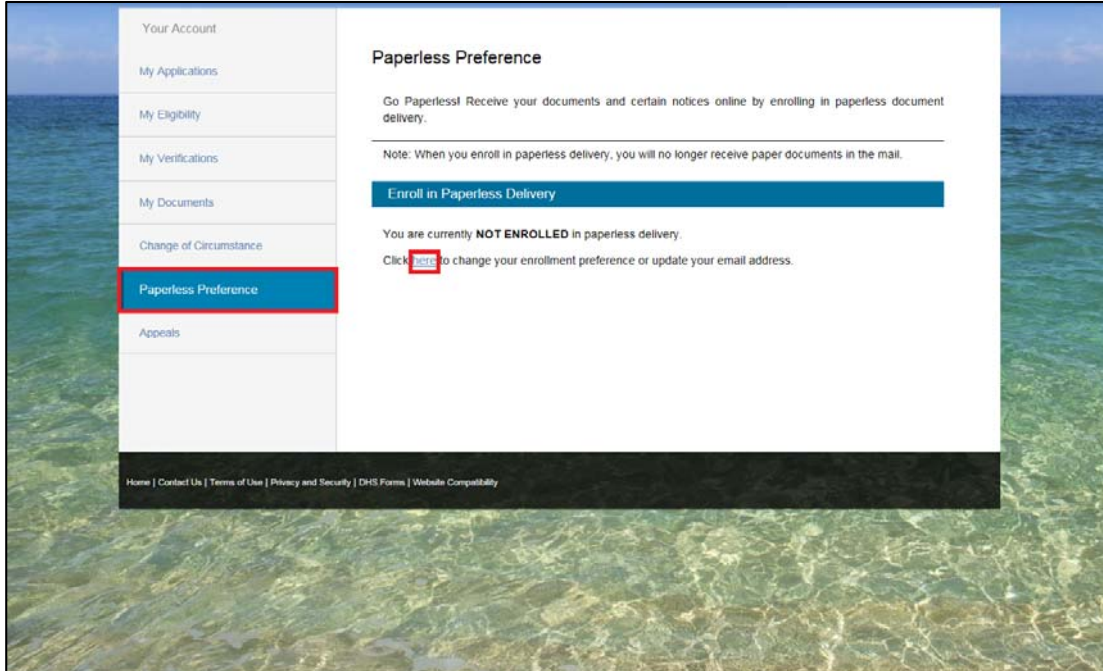 Your Account
My Applications
My Eligibility
My Verifications
My Documents
Change of Circumstance
Paperless Preference
Appeals
Paperless Preference
Go Paperless! Receive your documents and certain notices online by enrolling in paperless document
delivery.
Note: When you enroll in paperless delivery, you will no longer receive paper documents in the mail.
Enroll in Paperless Delivery
You are currently NOT ENROLLED in paperless delivery.
Click here to change your enrollment preference or update your email address.
Home | Contact Us | Terms of Use | Privacy and Security | DHS Forms | Website Compatibility